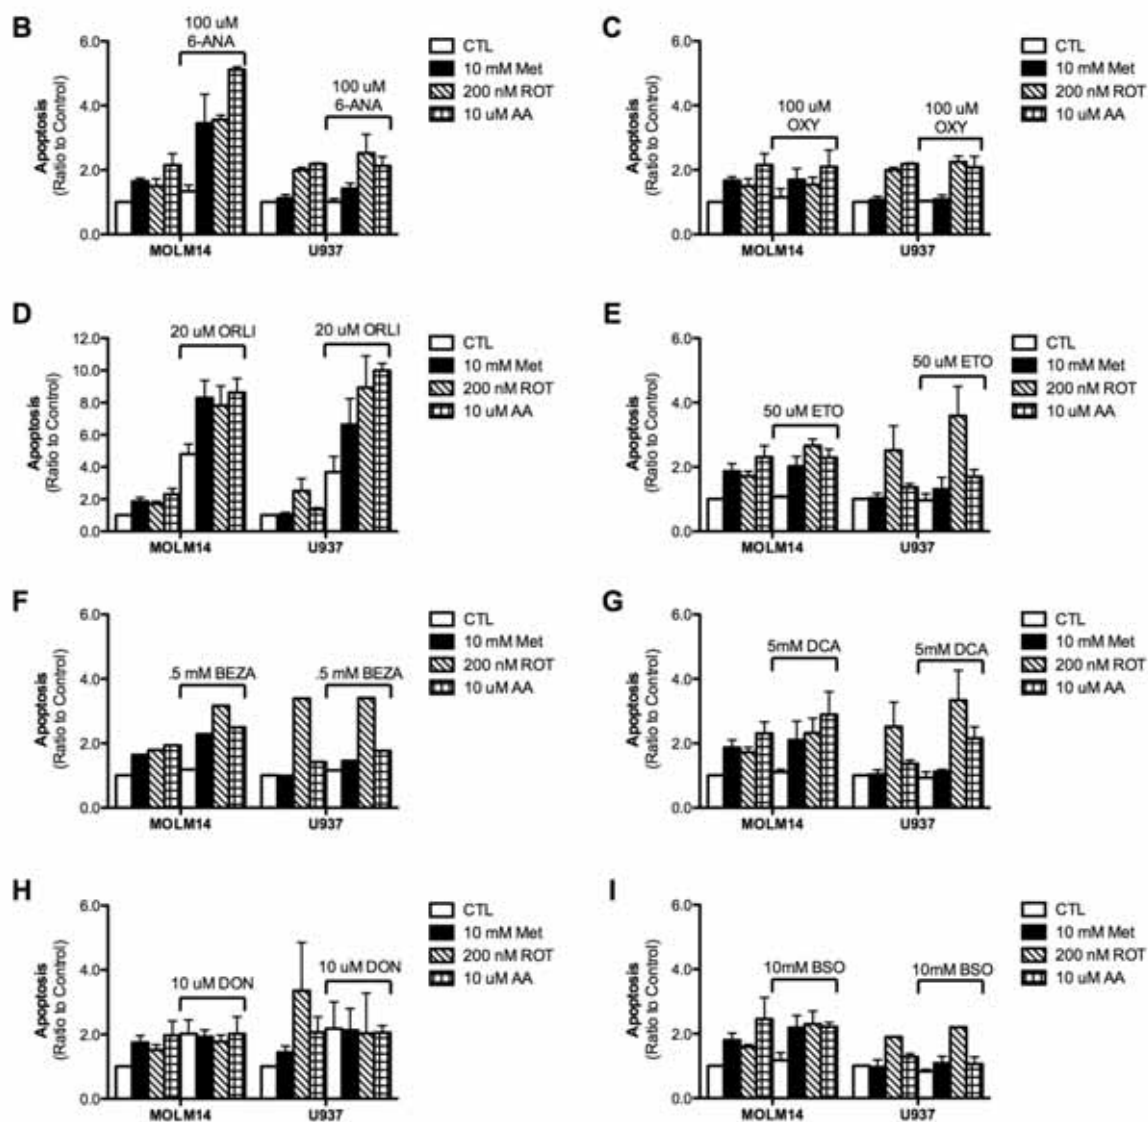 B
Apoptosis
(Ratio to Control)
6.0
4.0
2.0
0.0
100 uM
6-ANA
100 uM
6-ANA
MOLM14
U937
CTL
10 mM Met
200 nM ROT
10 uM AA
C
Apoptosis
(Ratio to Control)
6.0
4.0
2.0
0.0
100 uM
OXY
100 uM
OXY
MOLM14
U937
CTL
10 mM Met
200 nM ROT
10 uM AA
D
Apoptosis
(Ratio to Control)
12.0
10.0
8.0
6.0
4.0
2.0
0.0
20 uM ORLI
20 uM ORLI
MOLM14
U937
CTL
10 mM Met
200 nM ROT
10 uM AA
E
Apoptosis
(Ratio to Control)
6.0
4.0
2.0
0.0
50 uM ETO
50 uM ETO
MOLM14
U937
CTL
10 mM Met
200 nM ROT
10 uM AA
F
Apoptosis
(Ratio to Control)
6.0
4.0
2.0
0.0
.5 mM BEZA
.5 mM BEZA
MOLM14
U937
CTL
10 mM Met
200 nM ROT
10 uM AA
G
Apoptosis
(Ratio to Control)
6.0
4.0
2.0
0.0
5mM DCA
5mM DCA
MOLM14
U937
CTL
10 mM Met
200 nM ROT
10 uM AA
H
Apoptosis
(Ratio to Control)
6.0
4.0
2.0
0.0
10 uM DON
10 uM DON
MOLM14
U937
CTL
10 mM Met
200 nM ROT
10 uM AA
I
Apoptosis
(Ratio to Control)
6.0
4.0
2.0
0.0
10mM BSO
10mM BSO
MOLM14
U937
CTL
10 mM Met
200 nM ROT
10 uM AA